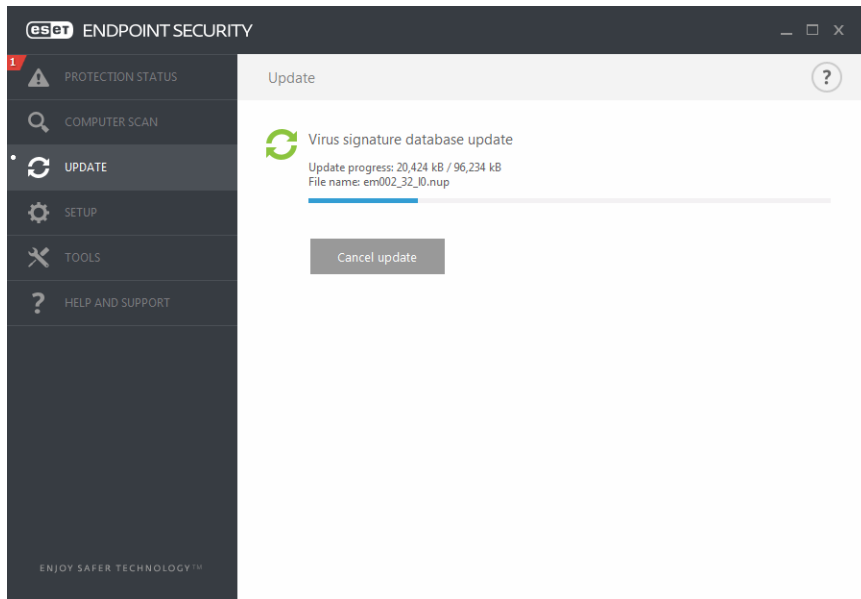 eset ENDPOINT SECURITY
1
PROTECTION STATUS
COMPUTER SCAN
UPDATE
SETUP
TOOLS
? HELP AND SUPPORT
ENJOY SAFER TECHNOLOGY™
Update
?
Virus signature database update
Update progress: 20,424 kB / 96,234 kB
File name: em002_32_l0.nup
Cancel update